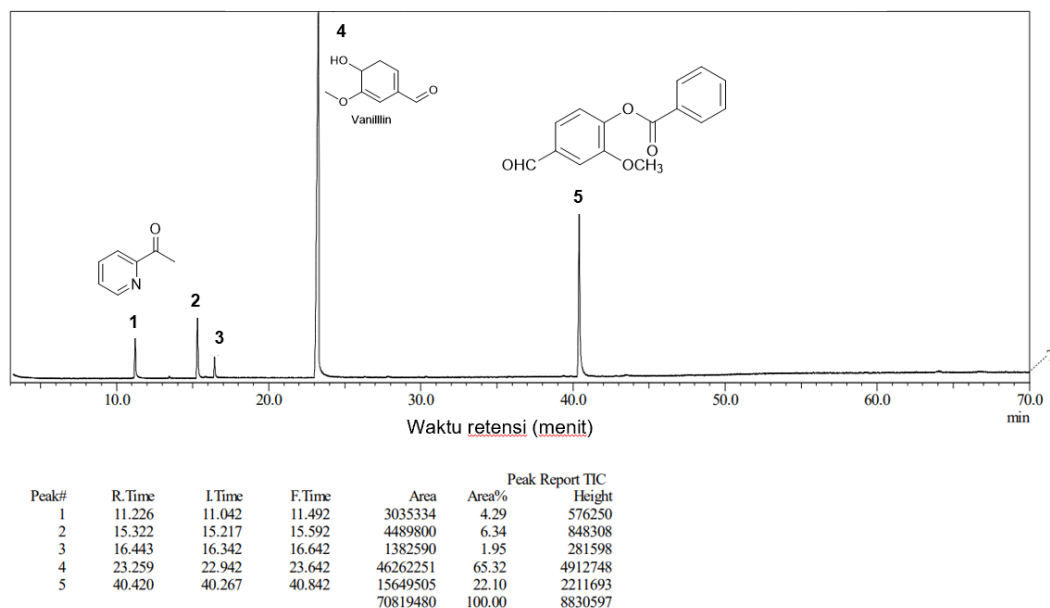 4
HO
O
O
Vanilllin
O
O
OHC
OCH3
5
O
N
1
2
3
10.0 20.0 30.0 40.0 50.0 60.0 70.0
min
Waktu retensi (menit)
Peak Report TIC
Peak# R.Time I.Time F.Time Area Area% Height
1 11.226 11.042 11.492 3035334 4.29 576250
2 15.322 15.217 15.592 4489800 6.34 848308
3 16.443 16.342 16.642 1382590 1.95 281598
4 23.259 22.942 23.642 46262251 65.32 4912748
5 40.420 40.267 40.842 15649505 22.10 2211693
70819480 100.00 8830597